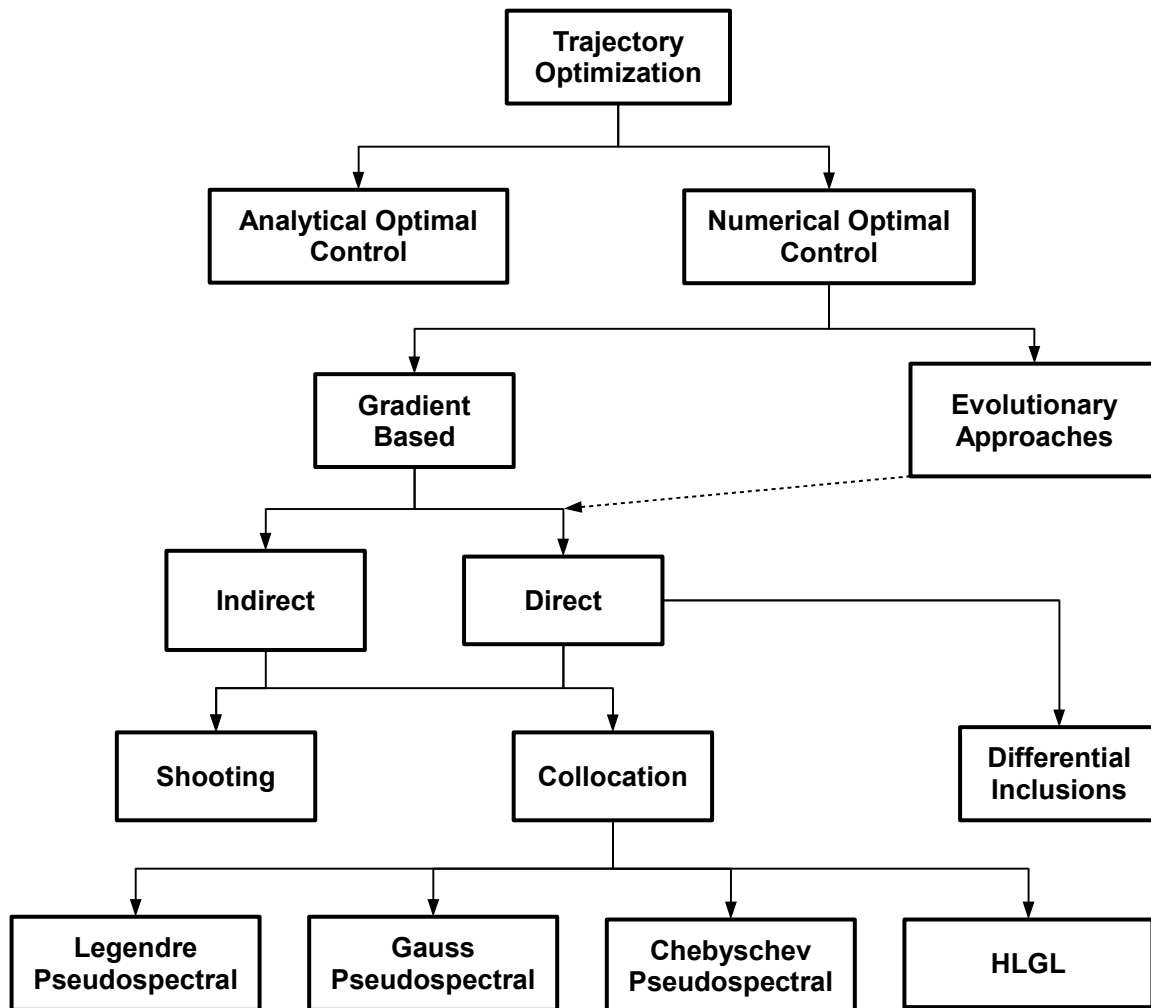 Trajectory
Optimization
Analytical Optimal
Control
Numerical Optimal
Control
Gradient
Based
Evolutionary
Approaches
Indirect
Direct
Shooting
Collocation
Differential
Inclusions
Legendre
Pseudospectral
Gauss
Pseudospectral
Chebyschev
Pseudospectral
HLGL